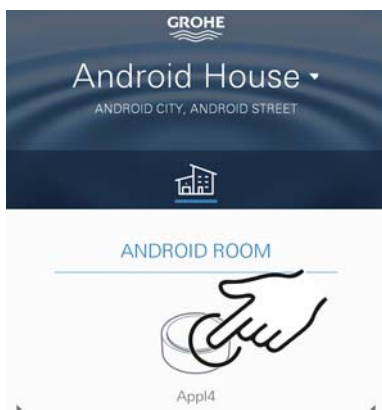 GROHE
Android House
ANDROID CITY, ANDROID STREET
ANDROID ROOM
Appl4